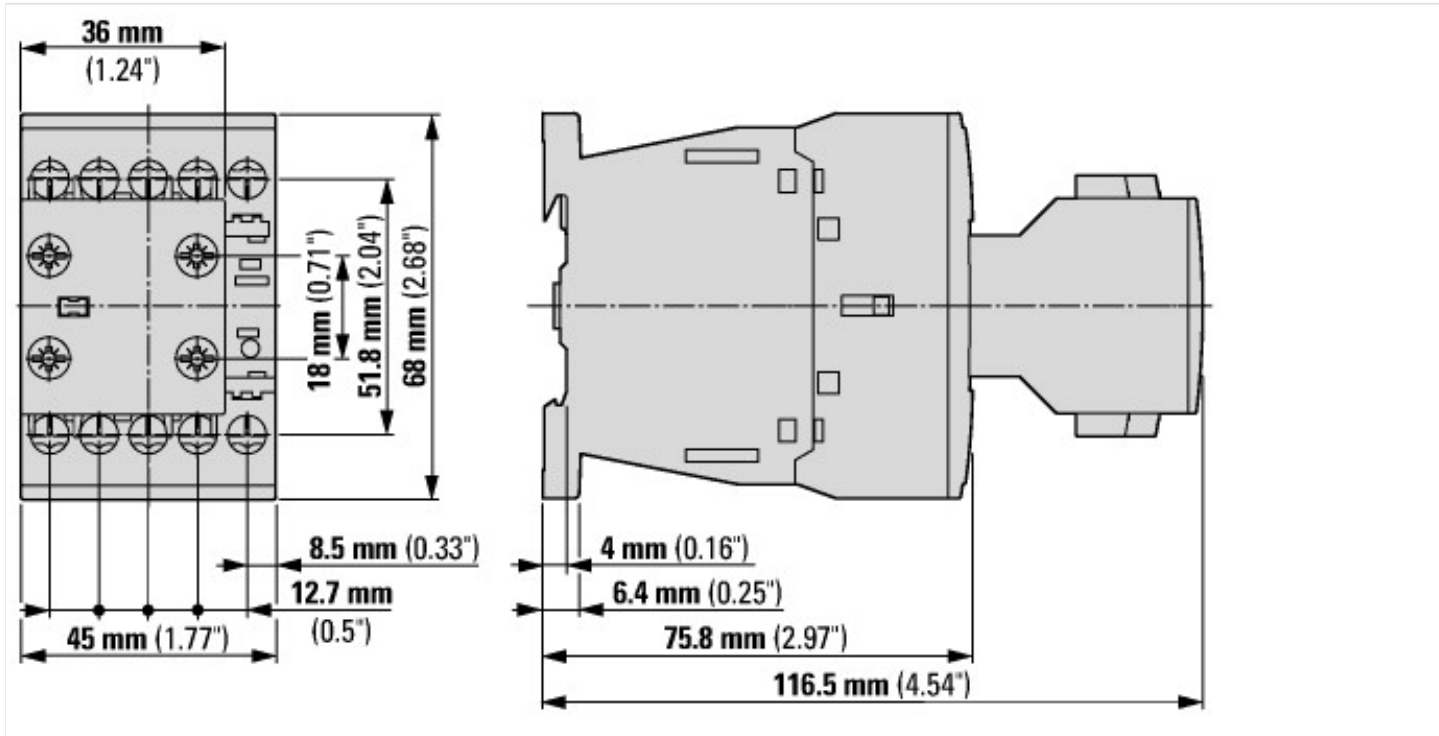 36 mm
(1.24")
18 mm (0.71")
51.8 mm (2.04")
68 mm (2.68")
8.5 mm (0.33")
12.7 mm
(0.5")
45 mm (1.77")
4 mm (0.16")
6.4 mm (0.25")
75.8 mm (2.97")
116.5 mm (4.54")